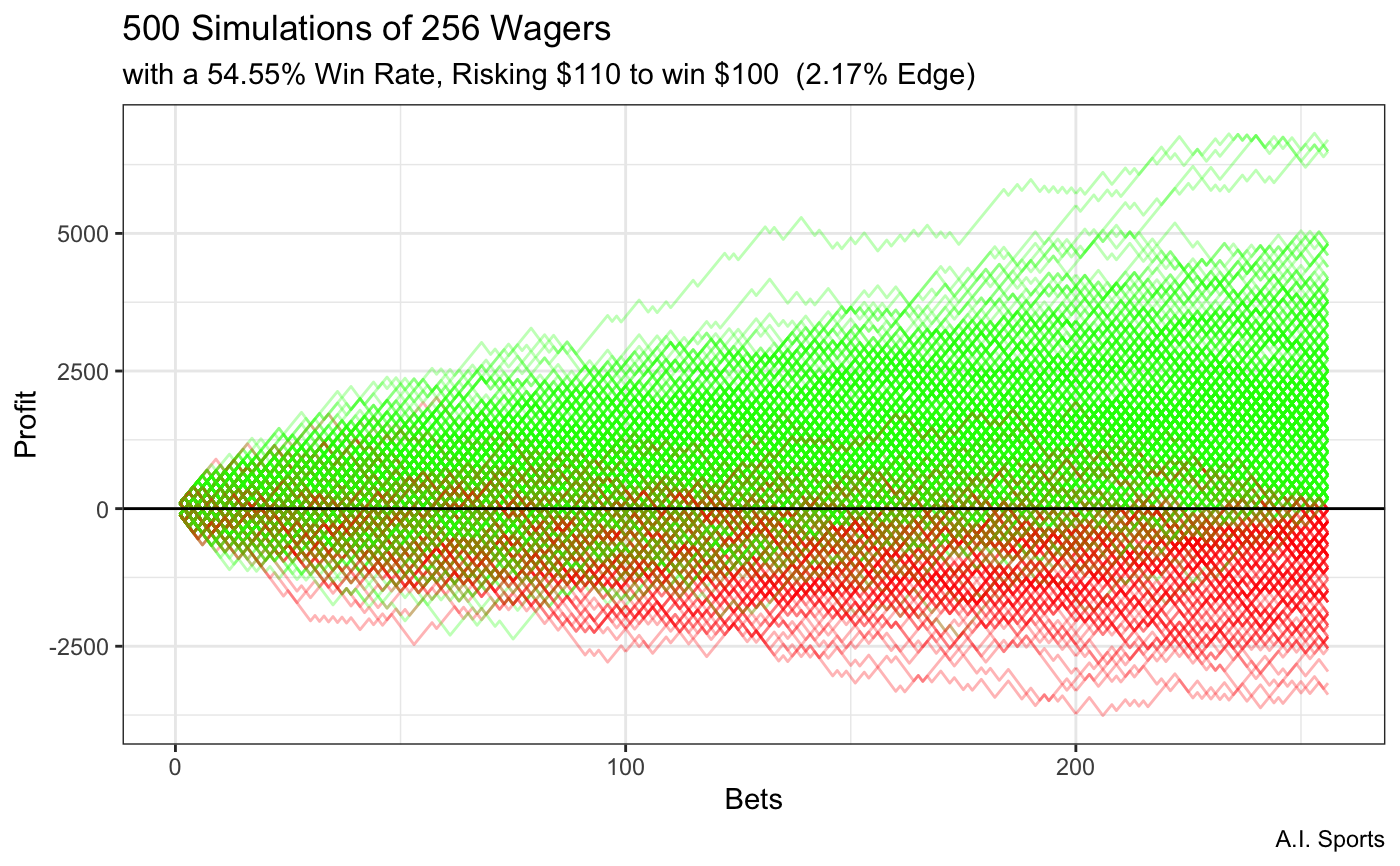 500 Simulations of 256 Wagers
with a 54.55% Win Rate, Risking $110 to win $100  (2.17% Edge)
Profit
5000
2500
0
-2500
0 100 200
Bets
A.I. Sports